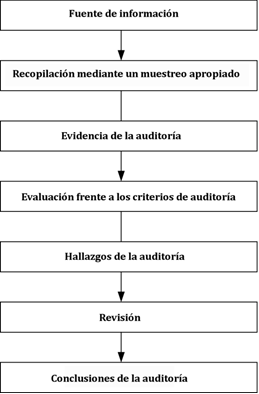 Fuente de información
Recopilación mediante un muestreo apropiado
Evidencia de la auditoría
Evaluación frente a los criterios de auditoría
Hallazgos de la auditoría
Revisión
Conclusiones de la auditoría